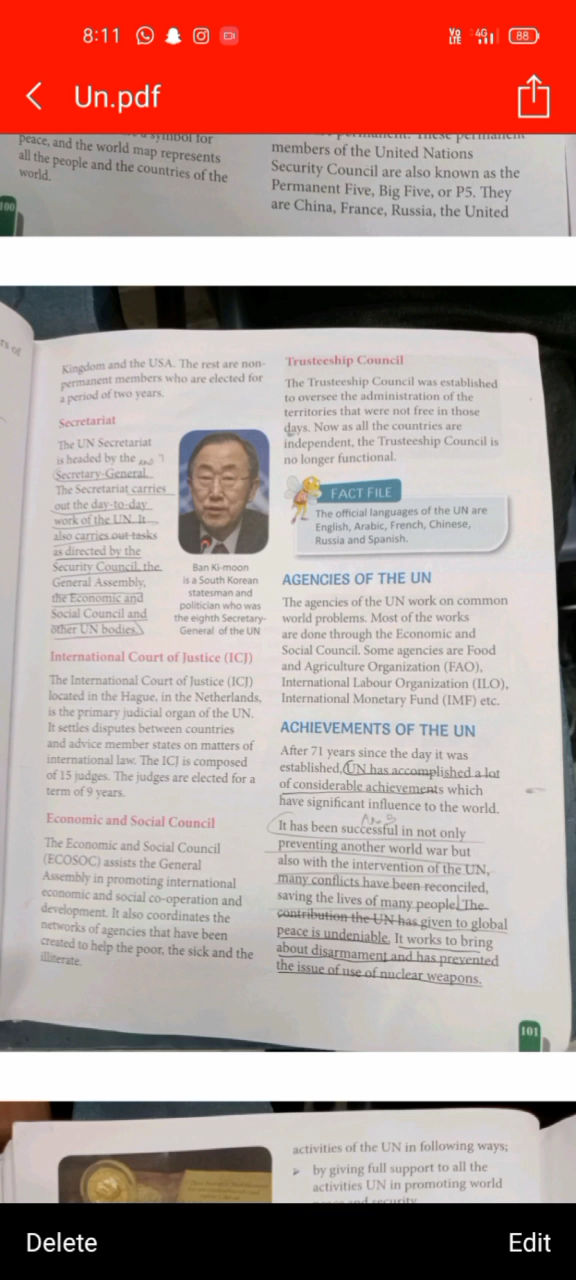 8:11
Vo LTE 4G 88
Un.pdf
a symbol for
peace, and the world map represents
all the people and the countries of the
world.
100
permanent. These permanent
members of the United Nations
Security Council are also known as the
Permanent Five, Big Five, or P5. They
are China, France, Russia, the United
rs of
Kingdom and the USA. The rest are non-
permanent members who are elected for
a period of two years.
Secretariat
The UN Secretariat
is headed by the
Secretary-General.
The Secretariat carries
out the day-to-day
work of the UN. It
also carries out tasks
as directed by the
Security Council, the
General Assembly,
the Economic and
Social Council and
other UN bodies.
Ban Ki-moon
is a South Korean
statesman and
politician who was
the eighth Secretary-
General of the UN
International Court of Justice (ICJ)
The International Court of Justice (ICJ)
located in the Hague, in the Netherlands,
is the primary judicial organ of the UN.
It settles disputes between countries
and advice member states on matters of
international law. The ICJ is composed
of 15 judges. The judges are elected for a
term of 9 years.
Economic and Social Council
The Economic and Social Council
(ECOSOC) assists the General
Assembly in promoting international
economic and social co-operation and
development. It also coordinates the
networks of agencies that have been
created to help the poor, the sick and the
illiterate.
Trusteeship Council
The Trusteeship Council was established
to oversee the administration of the
territories that were not free in those
days. Now as all the countries are
independent, the Trusteeship Council is
no longer functional.
FACT FILE
The official languages of the UN are
English, Arabic, French, Chinese,
Russia and Spanish.
AGENCIES OF THE UN
The agencies of the UN work on common
world problems. Most of the works
are done through the Economic and
Social Council. Some agencies are Food
and Agriculture Organization (FAO),
International Labour Organization (ILO),
International Monetary Fund (IMF) etc.
ACHIEVEMENTS OF THE UN
After 71 years since the day it was
established, UN has accomplished a lot
of considerable achievements which
have significant influence to the world.
It has been successful in not only
preventing another world war but
also with the intervention of the UN,
many conflicts have been reconciled,
saving the lives of many people. The
contribution the UN has given to global
peace is undeniable. It works to bring
about disarmament and has prevented
the issue of use of nuclear weapons.
101
activities of the UN in following ways;
➢ by giving full support to all the
activities UN in promoting world
peace and security
Delete
Edit